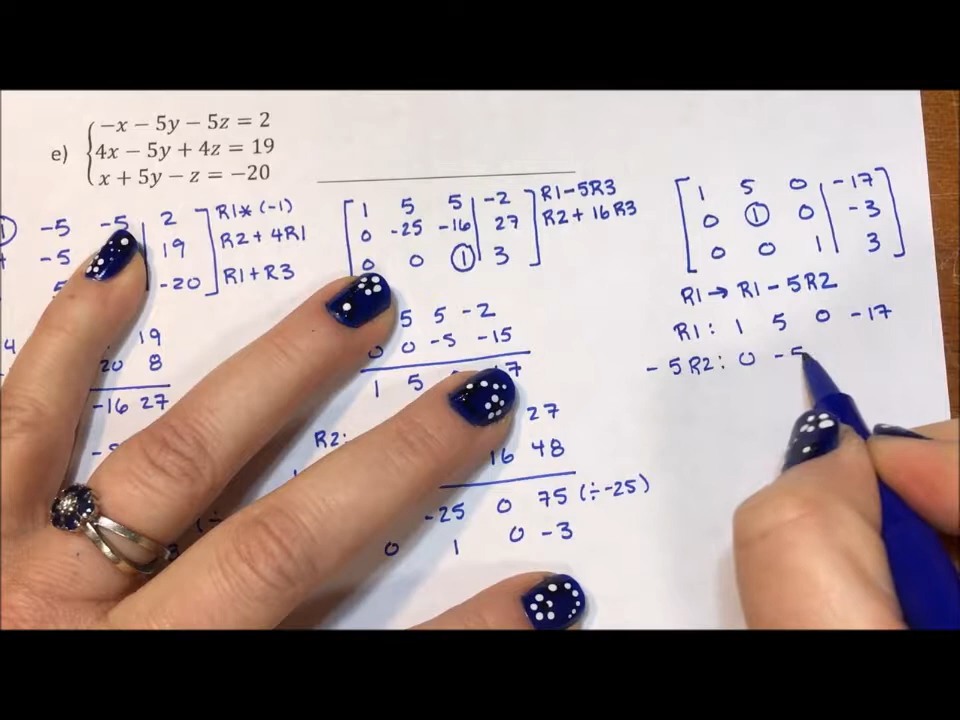 −x − 5y − 5z = 2
e) 4x − 5y + 4z = 19
x + 5y − z = −20
-5 -5 | 2 R1*(-1)
-5 19 R2+4R1
-20 R1+R3
19
20 8
-16 27
1 5 5 | -2 R1-5R3
0 -25 -16 | 27 R2+16R3
0 0 1 | 3
5 5 -2
0 0 -5 -15
1 5 17
R2: 27
16 48
-25 0 75 (÷-25)
0 1 0 -3
1 5 0 | -17
0 1 0 | -3
0 0 1 | 3
R1→R1-5R2
R1: 1 5 0 -17
-5R2: 0 -5